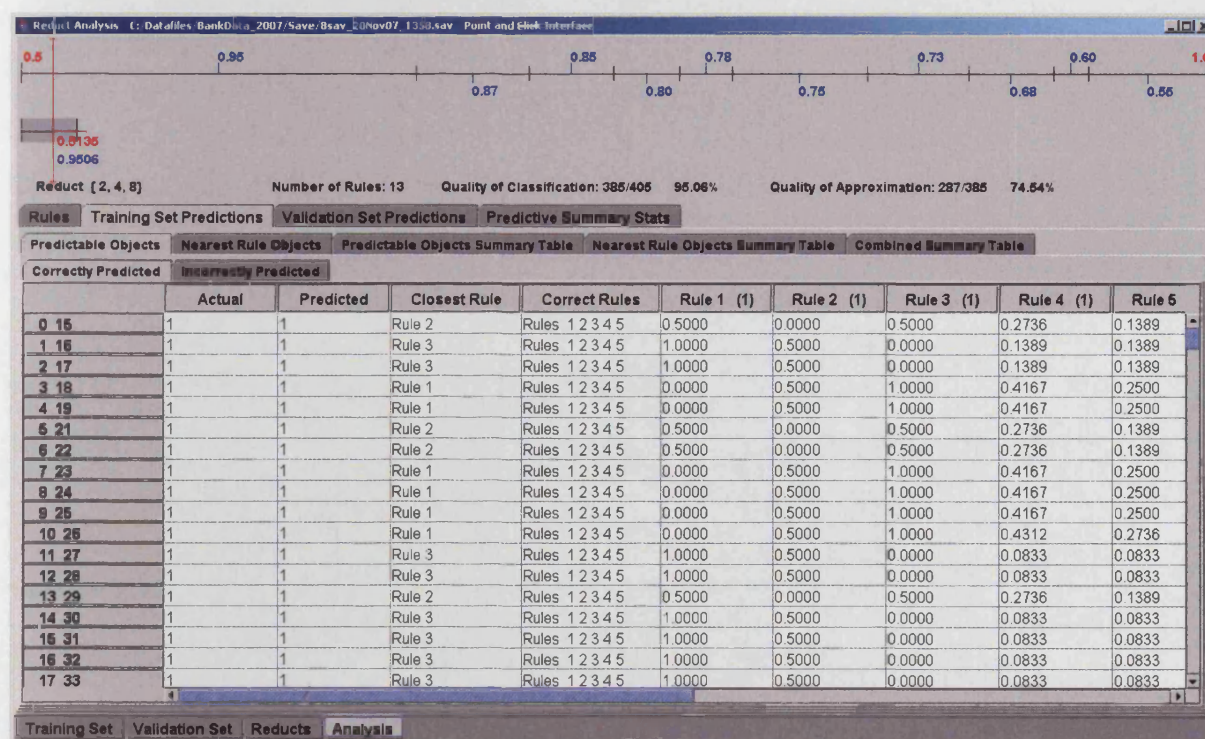 Reduct Analysis C: Datafiles BankData_2007/Save/8sav_20Nov07_1358.sav Point and Click Interface
0.5 0.95 0.85 0.78 0.73 0.60 1.0
0.87 0.80 0.75 0.68 0.55
0.5135
0.9506
Reduct [ 2, 4, 8] Number of Rules: 13 Quality of Classification: 385/405 95.06% Quality of Approximation: 287/385 74.54%
Rules Training Set Predictions Validation Set Predictions Predictive Summary Stats
Predictable Objects Nearest Rule Objects Predictable Objects Summary Table Nearest Rule Objects Summary Table Combined Summary Table
Correctly Predicted Incorrectly Predicted
Actual Predicted Closest Rule Correct Rules Rule 1 (1) Rule 2 (1) Rule 3 (1) Rule 4 (1) Rule 5
0 15 1 1 Rule 2 Rules 1 2 3 4 5 0.5000 0.0000 0.5000 0.2736 0.1389
1 16 1 1 Rule 3 Rules 1 2 3 4 5 1.0000 0.5000 0.0000 0.1389 0.1389
2 17 1 1 Rule 3 Rules 1 2 3 4 5 1.0000 0.5000 0.0000 0.1389 0.1389
3 18 1 1 Rule 1 Rules 1 2 3 4 5 0.0000 0.5000 1.0000 0.4167 0.2500
4 19 1 1 Rule 1 Rules 1 2 3 4 5 0.0000 0.5000 1.0000 0.4167 0.2500
5 21 1 1 Rule 2 Rules 1 2 3 4 5 0.5000 0.0000 0.5000 0.2736 0.1389
6 22 1 1 Rule 2 Rules 1 2 3 4 5 0.5000 0.0000 0.5000 0.2736 0.1389
7 23 1 1 Rule 1 Rules 1 2 3 4 5 0.0000 0.5000 1.0000 0.4167 0.2500
8 24 1 1 Rule 1 Rules 1 2 3 4 5 0.0000 0.5000 1.0000 0.4167 0.2500
9 25 1 1 Rule 1 Rules 1 2 3 4 5 0.0000 0.5000 1.0000 0.4167 0.2500
10 26 1 1 Rule 1 Rules 1 2 3 4 5 0.0000 0.5000 1.0000 0.4312 0.2736
11 27 1 1 Rule 3 Rules 1 2 3 4 5 1.0000 0.5000 0.0000 0.0833 0.0833
12 28 1 1 Rule 3 Rules 1 2 3 4 5 1.0000 0.5000 0.0000 0.0833 0.0833
13 29 1 1 Rule 2 Rules 1 2 3 4 5 0.5000 0.0000 0.5000 0.2736 0.1389
14 30 1 1 Rule 3 Rules 1 2 3 4 5 1.0000 0.5000 0.0000 0.0833 0.0833
15 31 1 1 Rule 3 Rules 1 2 3 4 5 1.0000 0.5000 0.0000 0.0833 0.0833
16 32 1 1 Rule 3 Rules 1 2 3 4 5 1.0000 0.5000 0.0000 0.0833 0.0833
17 33 1 1 Rule 3 Rules 1 2 3 4 5 1.0000 0.5000 0.0000 0.0833 0.0833
Training Set Validation Set Reducts Analysis